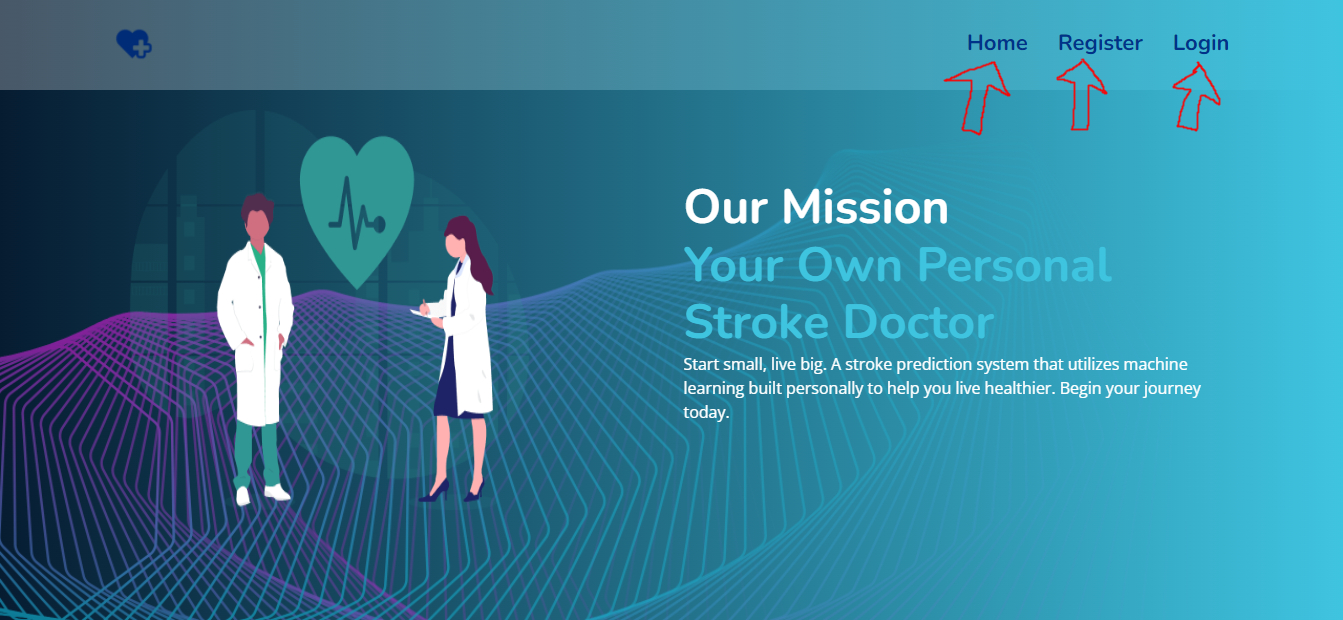 Home Register Login
Our Mission
Your Own Personal
Stroke Doctor
Start small, live big. A stroke prediction system that utilizes machine
learning built personally to help you live healthier. Begin your journey
today.